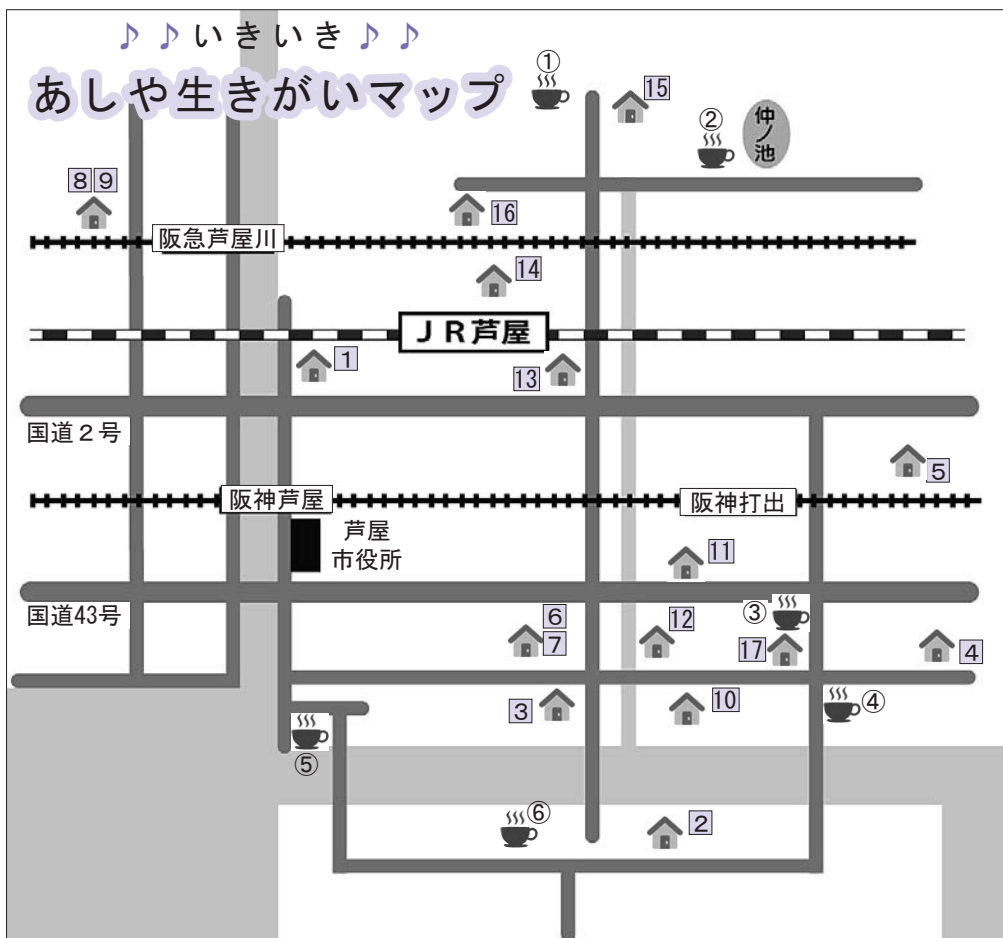 ♪ ♪ いきいき ♪ ♪
あしや生きがいマップ
①
15
②
仲ノ池
8 9
16
阪急芦屋川
14
JR芦屋
1
13
国道2号
5
阪神芦屋
阪神打出
芦屋
市役所
11
国道43号
6
7
12
③
17
4
3
10
④
⑤
⑥
2